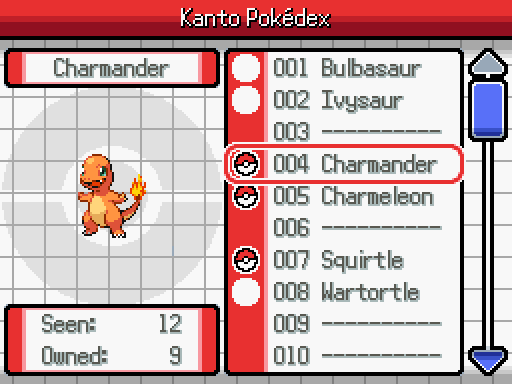 Kanto Pokédex
Charmander
001 Bulbasaur
002 Ivysaur
003 ----------
004 Charmander
005 Charmeleon
006 ----------
007 Squirtle
008 Wartortle
009 ----------
010 ----------
Seen: 12
Owned: 9